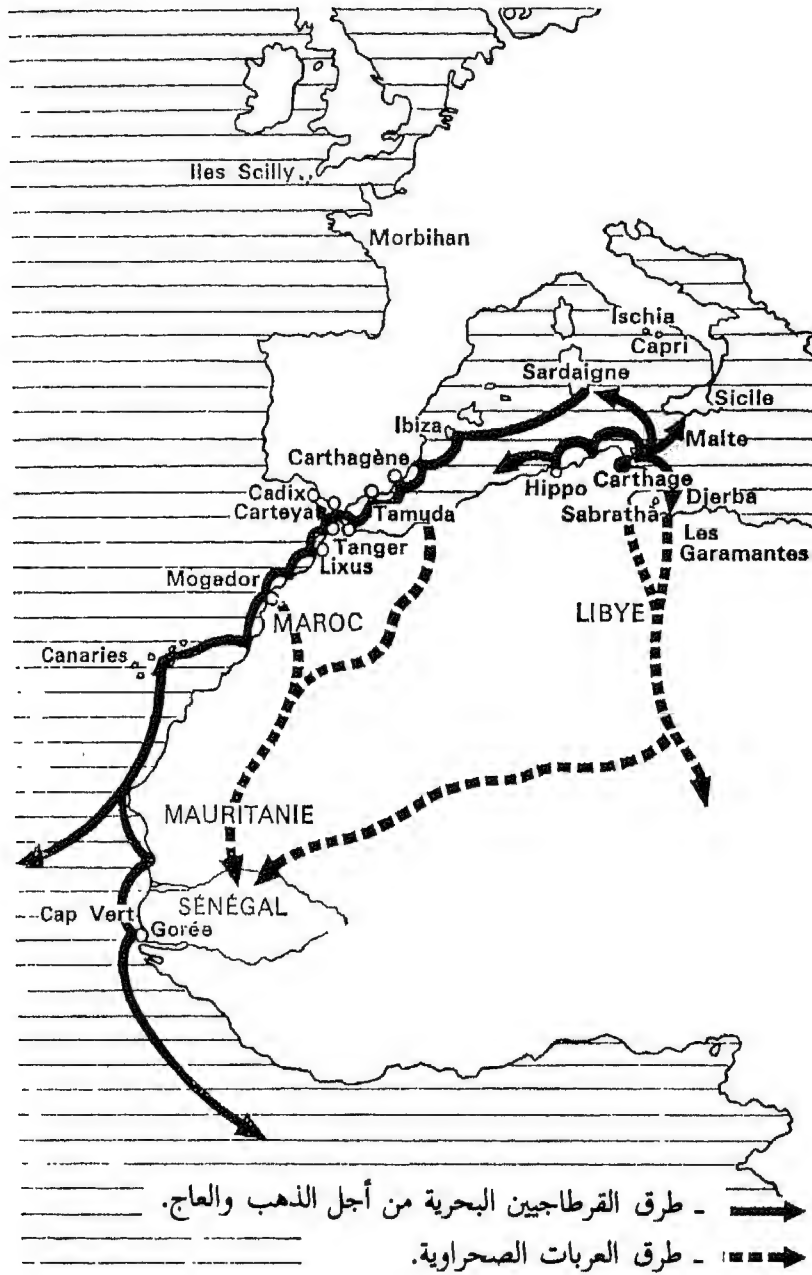 Iles Scilly
Morbihan
Ischia
Capri
Sardaigne
Sicile
Ibiza
Malte
Carthagène
Hippo
Carthage
Cadix
Djerba
Carteya
Tamuda
Sabratha
Tanger
Les
Garamantes
Lixus
Mogador
MAROC
LIBYE
Canaries
MAURITANIE
SÉNÉGAL
Cap Vert
Gorée
- طرق القرطاجيين البحرية من أجل الذهب والعاج.
- طرق العربات الصحراوية.